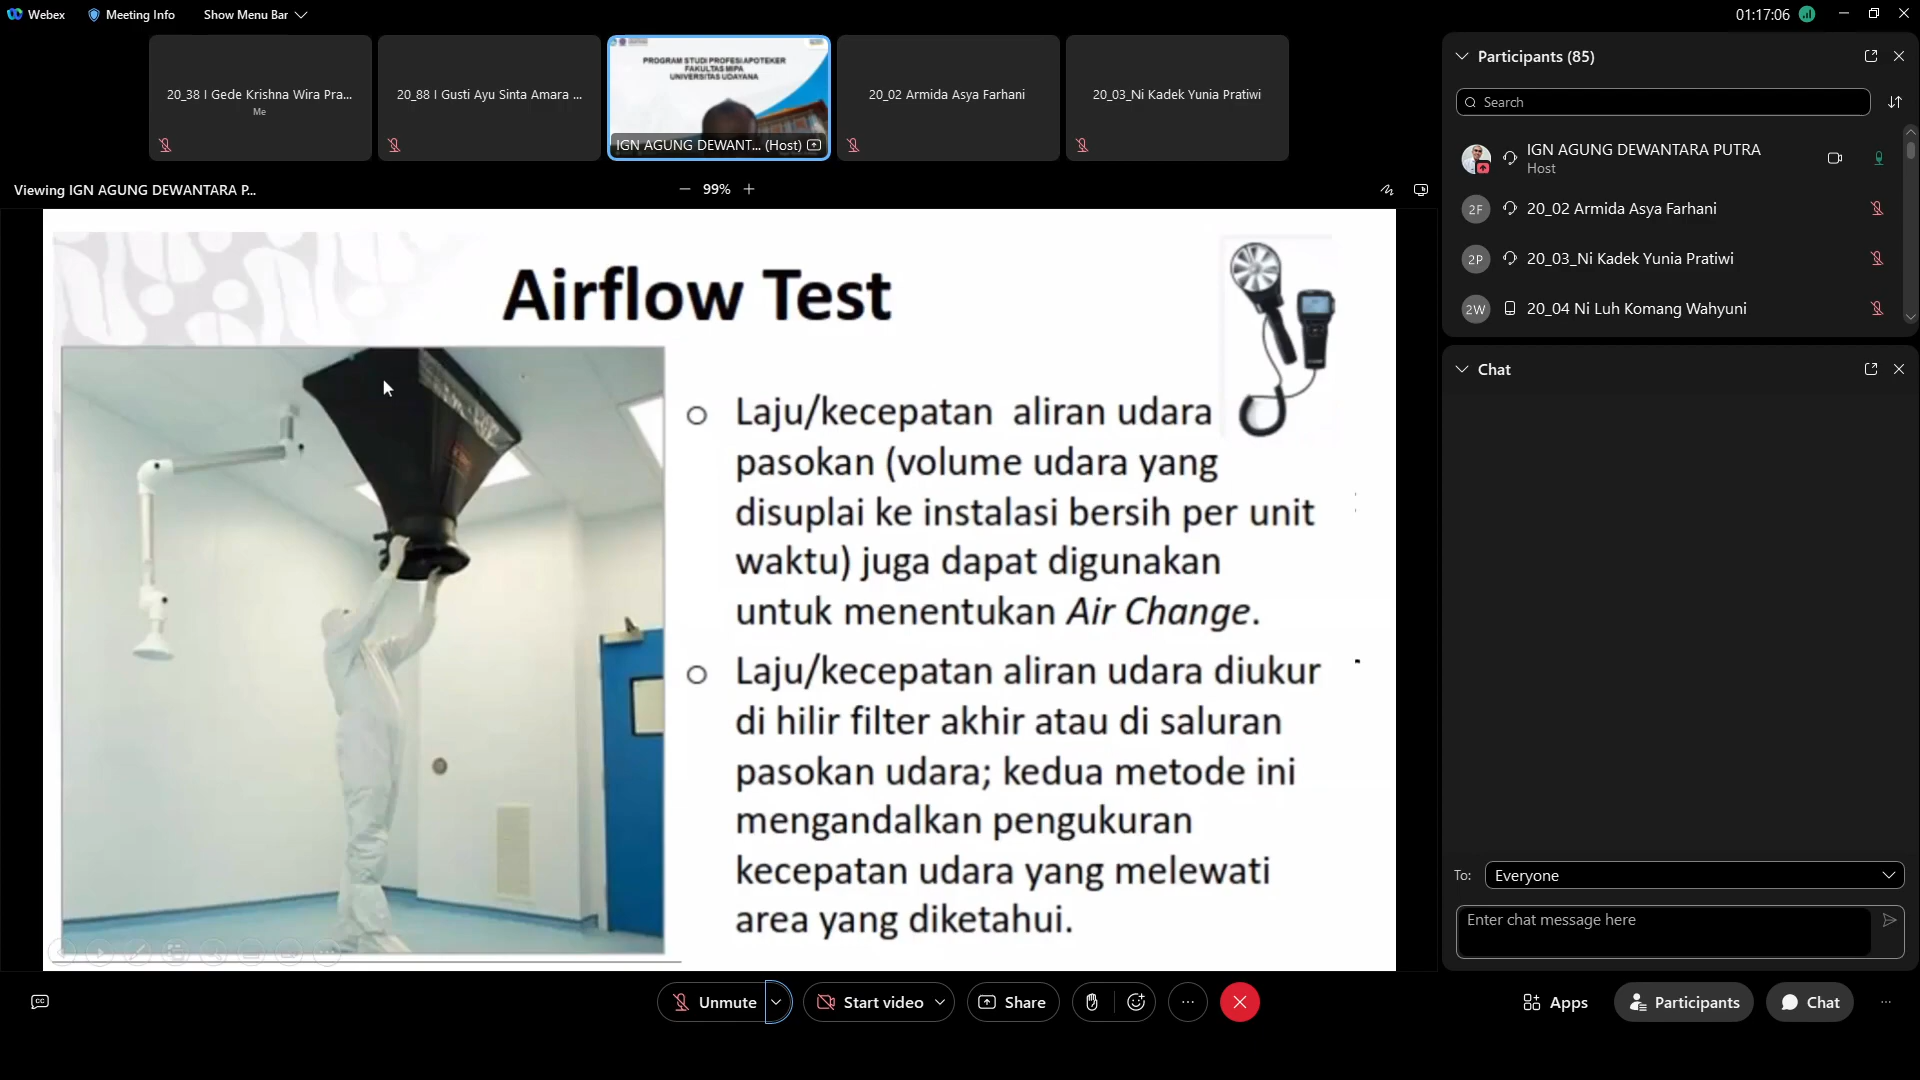 Webex
Meeting Info
Show Menu Bar
01:17:06
20_38 I Gede Krishna Wira Pra...
Me
20_88 I Gusti Ayu Sinta Amara ...
PROGRAM STUDI PROFESI APOTEKER
FAKULTAS MIPA
UNIVERSITAS UDAYANA
IGN AGUNG DEWANT... (Host)
20_02 Armida Asya Farhani
20_03_Ni Kadek Yunia Pratiwi
Viewing IGN AGUNG DEWANTARA P...
99%
Airflow Test
Laju/kecepatan aliran udara
pasokan (volume udara yang
disuplai ke instalasi bersih per unit
waktu) juga dapat digunakan
untuk menentukan Air Change.
Laju/kecepatan aliran udara diukur
di hilir filter akhir atau di saluran
pasokan udara; kedua metode ini
mengandalkan pengukuran
kecepatan udara yang melewati
area yang diketahui.
Participants (85)
Search
IGN AGUNG DEWANTARA PUTRA
Host
2F
20_02 Armida Asya Farhani
2P
20_03_Ni Kadek Yunia Pratiwi
2W
20_04 Ni Luh Komang Wahyuni
Chat
To:
Everyone
Enter chat message here
CC
Unmute
Start video
Share
Apps
Participants
Chat